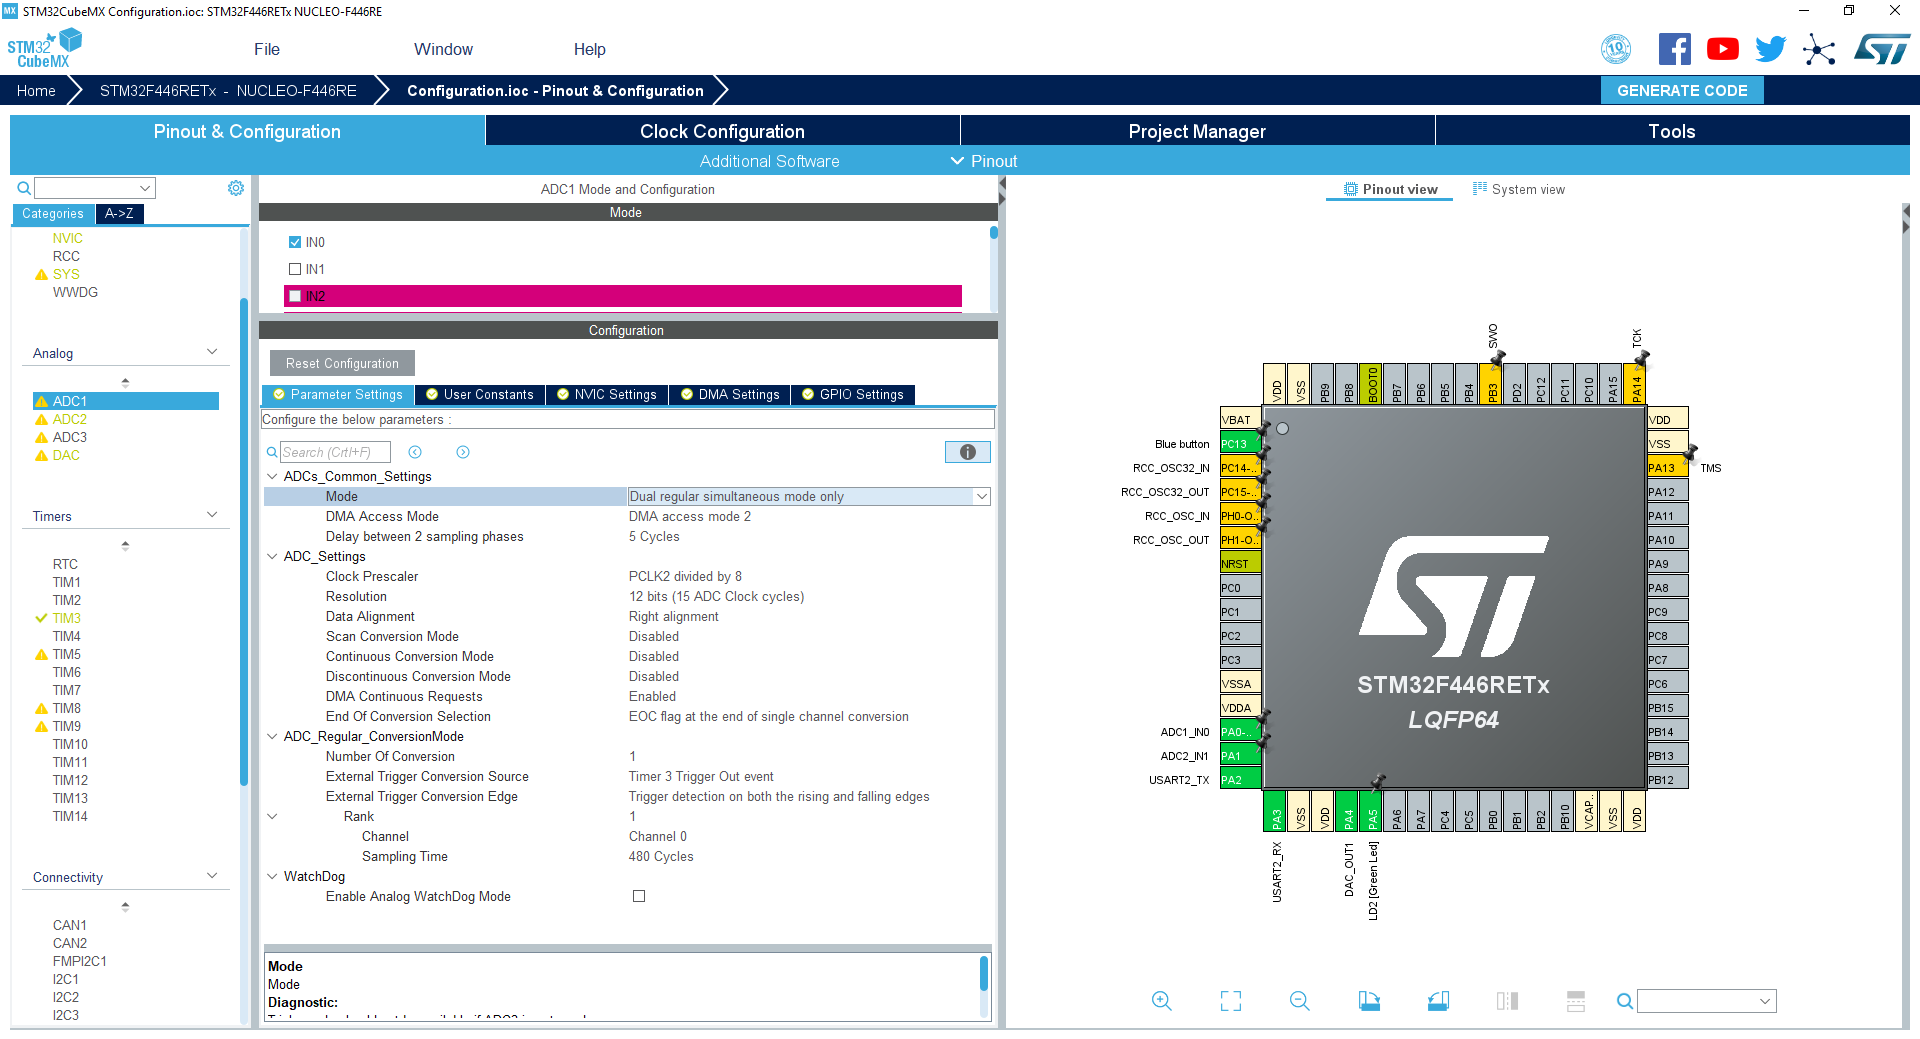 MX STM32CubeMX Configuration.ioc: STM32F446RETx NUCLEO-F446RE
STM32 CubeMX
File Window Help
10
ST
Home STM32F446RETx - NUCLEO-F446RE Configuration.ioc - Pinout & Configuration GENERATE CODE
Pinout & Configuration Clock Configuration Project Manager Tools
Additional Software Pinout
Categories A->Z
NVIC
RCC
SYS
WWDG
Analog
ADC1
ADC2
ADC3
DAC
Timers
RTC
TIM1
TIM2
TIM3
TIM4
TIM5
TIM6
TIM7
TIM8
TIM9
TIM10
TIM11
TIM12
TIM13
TIM14
Connectivity
CAN1
CAN2
FMPI2C1
I2C1
I2C2
I2C3
ADC1 Mode and Configuration
Mode
IN0
IN1
IN2
Configuration
Reset Configuration
Parameter Settings User Constants NVIC Settings DMA Settings GPIO Settings
Configure the below parameters :
Search (Crtl+F)
ADCs_Common_Settings
Mode Dual regular simultaneous mode only
DMA Access Mode DMA access mode 2
Delay between 2 sampling phases 5 Cycles
ADC_Settings
Clock Prescaler PCLK2 divided by 8
Resolution 12 bits (15 ADC Clock cycles)
Data Alignment Right alignment
Scan Conversion Mode Disabled
Continuous Conversion Mode Disabled
Discontinuous Conversion Mode Disabled
DMA Continuous Requests Enabled
End Of Conversion Selection EOC flag at the end of single channel conversion
ADC_Regular_ConversionMode
Number Of Conversion 1
External Trigger Conversion Source Timer 3 Trigger Out event
External Trigger Conversion Edge Trigger detection on both the rising and falling edges
Rank 1
Channel Channel 0
Sampling Time 480 Cycles
WatchDog
Enable Analog WatchDog Mode
Mode
Mode
Diagnostic:
Pinout view System view
SWO TCK
VDD VSS PB9 PB8 BOOT0 PB7 PB6 PB5 PB4 PB3 PD2 PC12 PC11 PC10 PC15 PA15 PA14
VBAT
Blue button PC13
RCC_OSC32_IN PC14-..
RCC_OSC32_OUT PC15-..
RCC_OSC_IN PH0-O..
RCC_OSC_OUT PH1-O..
NRST
PC0
PC1
PC2
PC3
VSSA
VDDA
ADC1_IN0 PA0-..
ADC2_IN1 PA1
USART2_TX PA2
ST
STM32F446RETx
LQFP64
VDD
VSS
PA13 TMS
PA12
PA11
PA10
PA9
PA8
PC9
PC8
PC7
PC6
PB15
PB14
PB13
PB12
PA3 VSS VDD PA4 PA5 PA6 PA7 PC4 PC5 PB0 PB1 PB2 PB10 VCAP.. VSS VDD
USART2_RX DAC_OUT1 LD2 [Green Led]